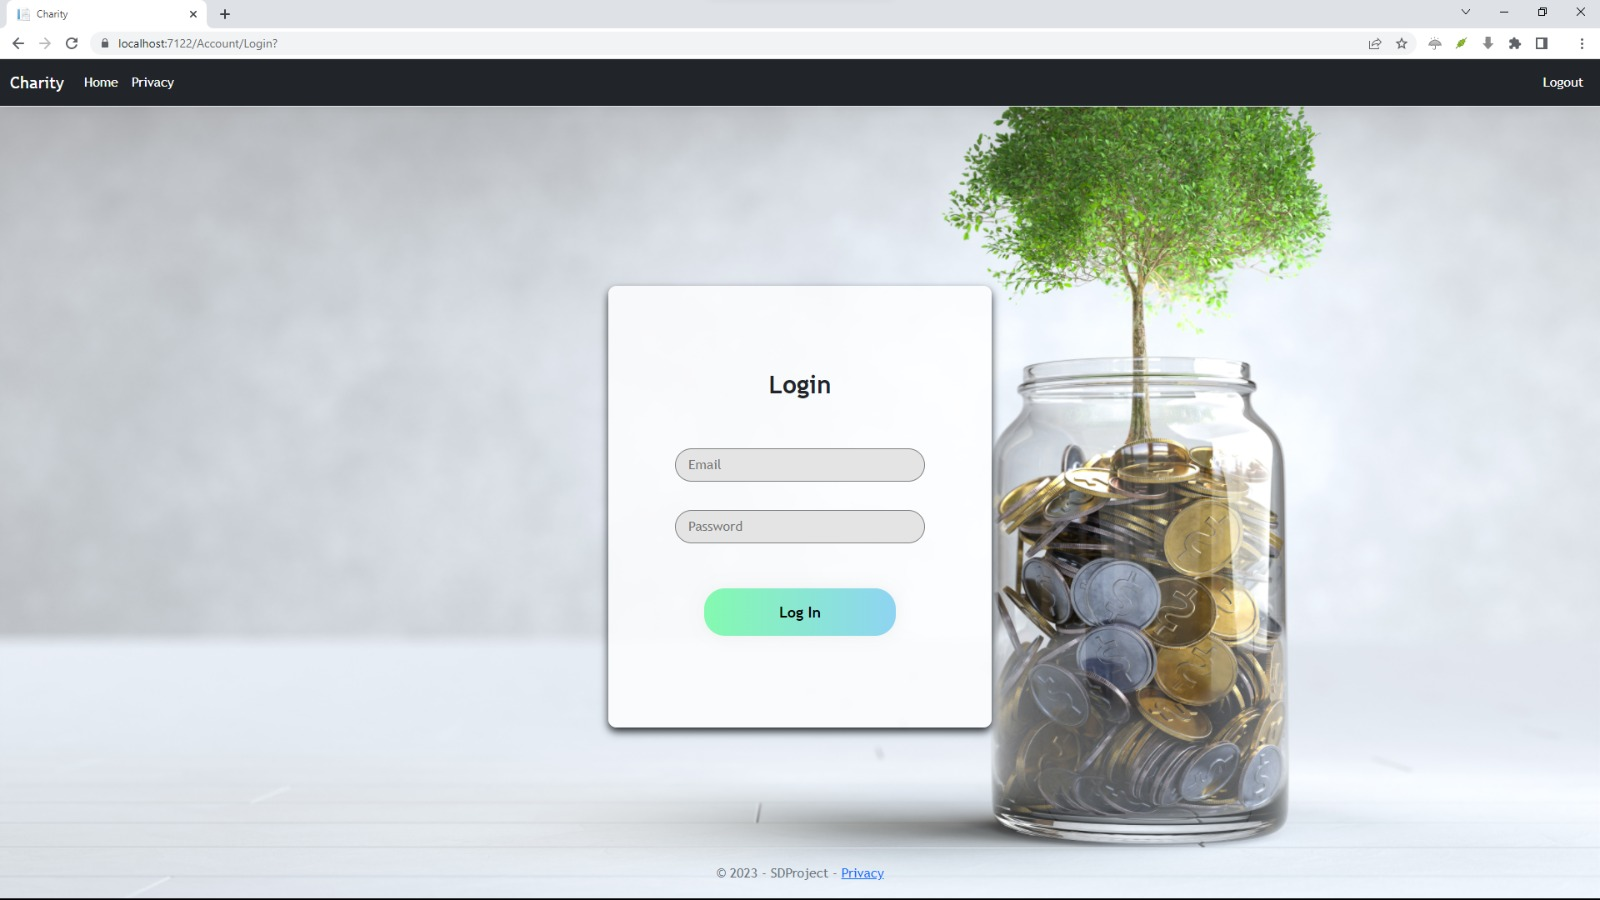 Charity
localhost:7122/Account/Login?
Charity Home Privacy Logout
Login
Email
Password
Log In
© 2023 - SDProject - Privacy